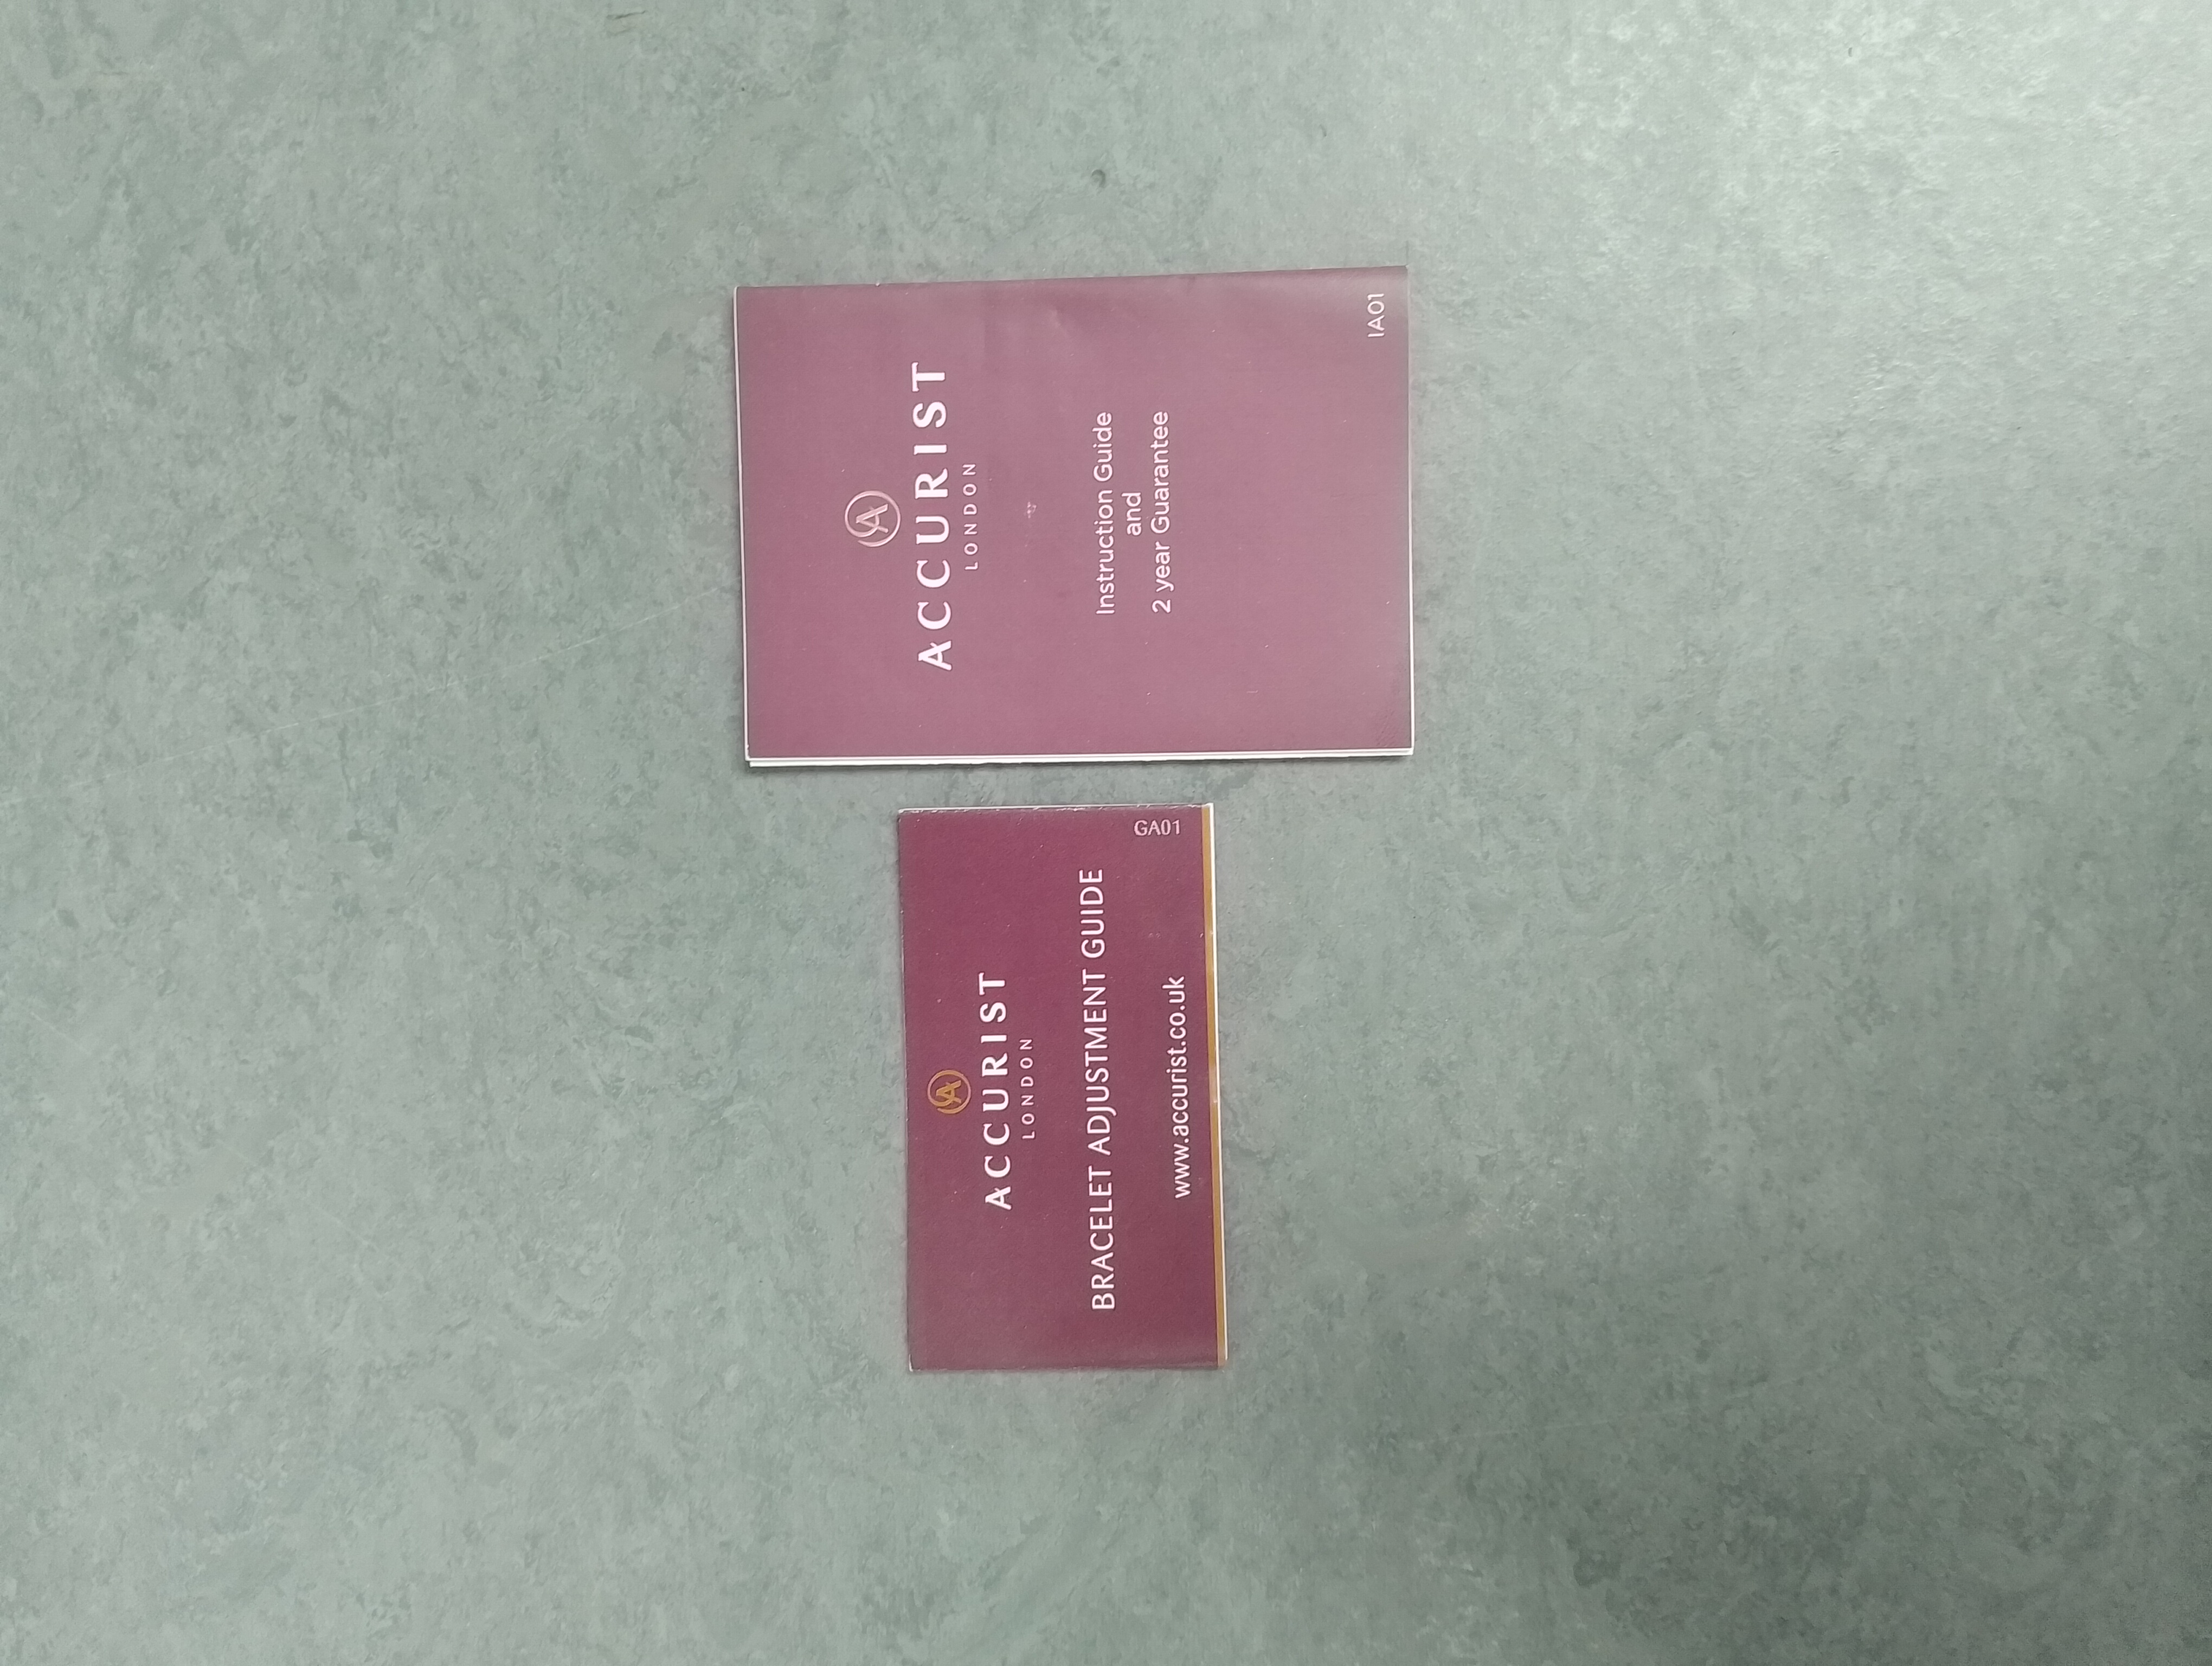 ACCURIST
LONDON
Instruction Guide
and
2 year Guarantee
IA01
ACCURIST
LONDON
BRACELET ADJUSTMENT GUIDE
www.accurist.co.uk
GA01